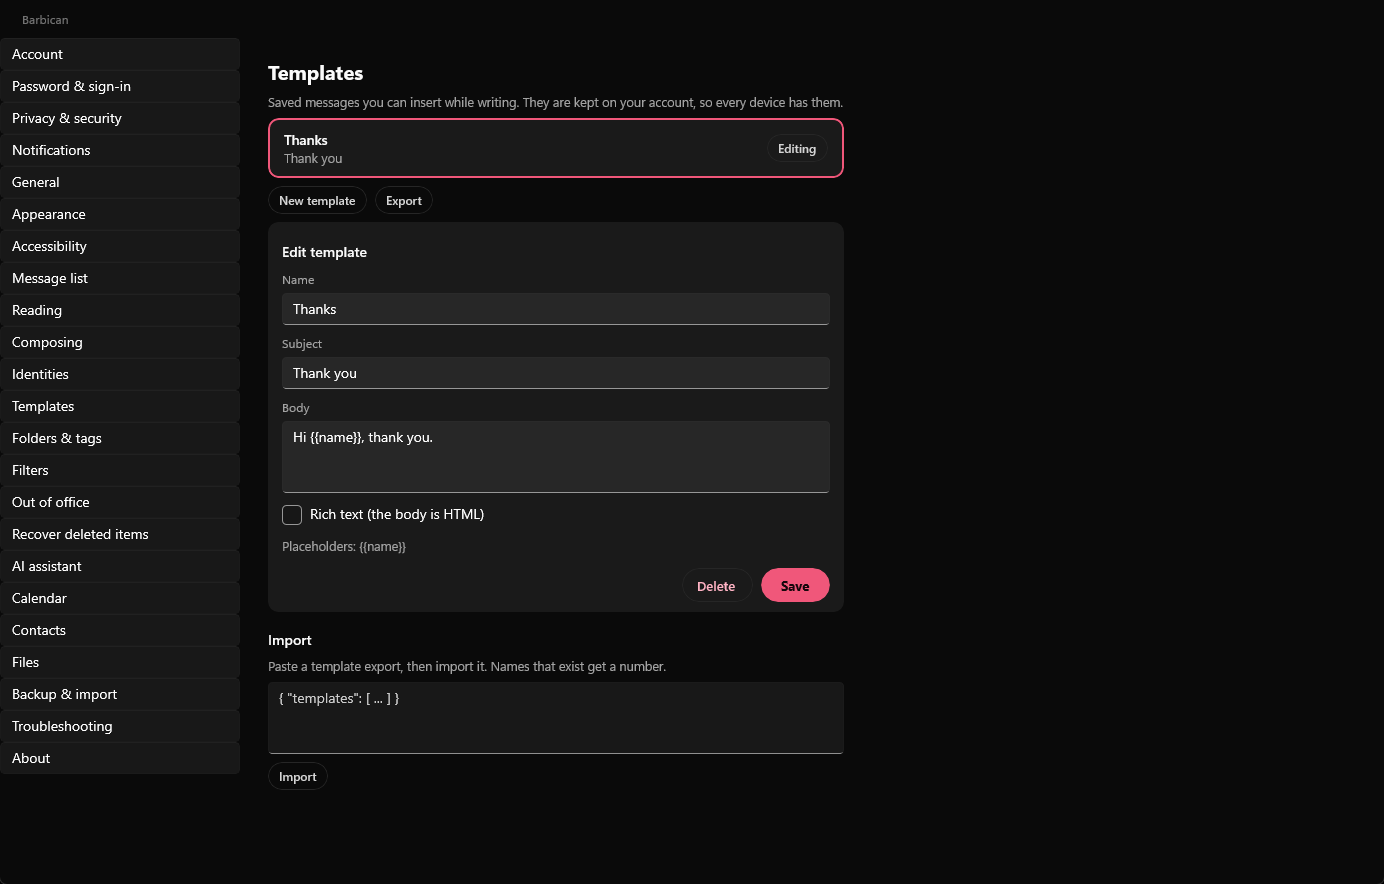 Barbican
Account
Password & sign-in
Privacy & security
Notifications
General
Appearance
Accessibility
Message list
Reading
Composing
Identities
Templates
Folders & tags
Filters
Out of office
Recover deleted items
AI assistant
Calendar
Contacts
Files
Backup & import
Troubleshooting
About
Templates
Saved messages you can insert while writing. They are kept on your account, so every device has them.
Thanks
Thank you
Editing
New template
Export
Edit template
Name
Thanks
Subject
Thank you
Body
Hi {{name}}, thank you.
Rich text (the body is HTML)
Placeholders: {{name}}
Delete
Save
Import
Paste a template export, then import it. Names that exist get a number.
{ "templates": [ ... ] }
Import